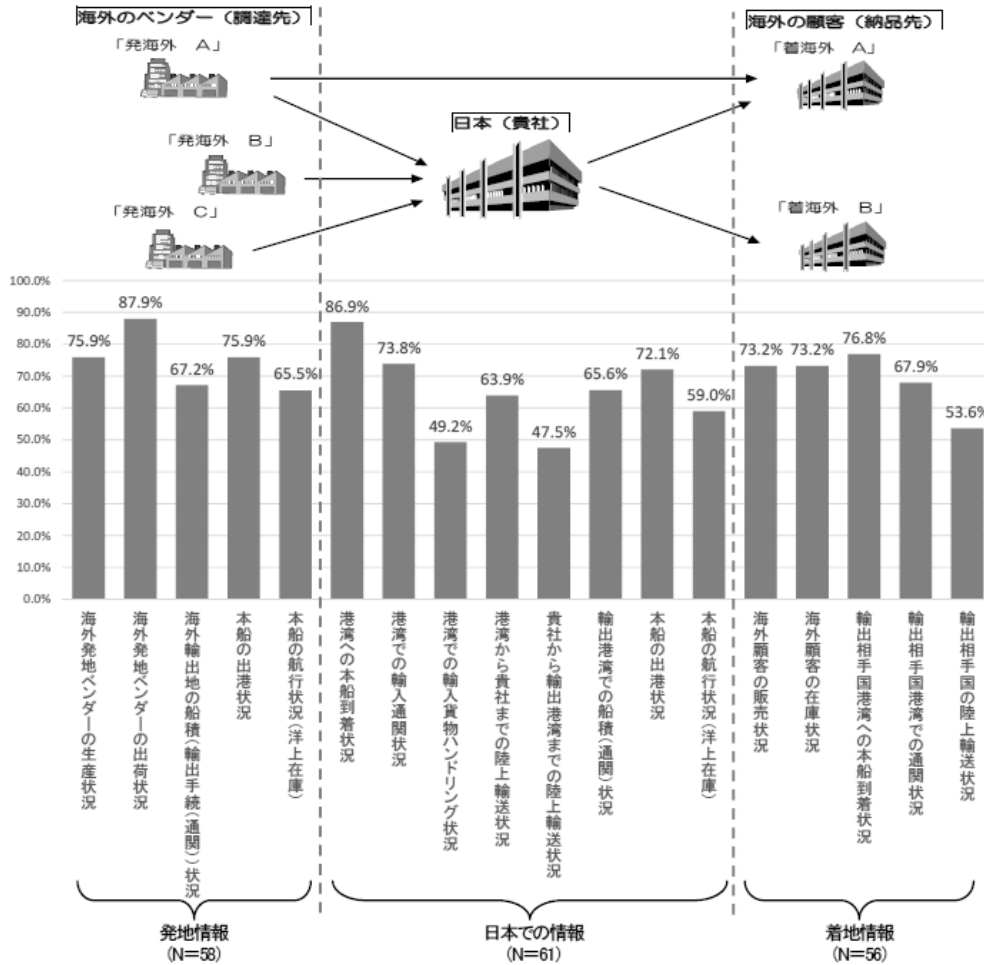 海外のベンダー（調達先）
海外の顧客（納品先）
「発海外 A」
「着海外 A」
日本（貴社）
「発海外 B」
「発海外 C」
「着海外 B」
100.0%
90.0%
80.0%
70.0%
60.0%
50.0%
40.0%
30.0%
20.0%
10.0%
0.0%
75.9%
87.9%
67.2%
75.9%
65.5%
86.9%
73.8%
49.2%
63.9%
47.5%
65.6%
72.1%
59.0%
73.2%
73.2%
76.8%
67.9%
53.6%
海外発地ベンダーの生産状況
海外発地ベンダーの出荷状況
海外輸出地の船積（輸出手続（通関））状況
本船の出港状況
本船の航行状況（洋上在庫）
港湾への本船到着状況
港湾での輸入通関状況
港湾での輸入貨物ハンドリング状況
港湾から貴社までの陸上輸送状況
貴社から輸出港湾までの陸上輸送状況
輸出港湾での船積（通関）状況
本船の出港状況
本船の航行状況（洋上在庫）
海外顧客の販売状況
海外顧客の在庫状況
輸出相手国港湾への本船到着状況
輸出相手国港湾での通関状況
輸出相手国の陸上輸送状況
発地情報
（N＝58）
日本での情報
（N＝61）
着地情報
（N＝56）